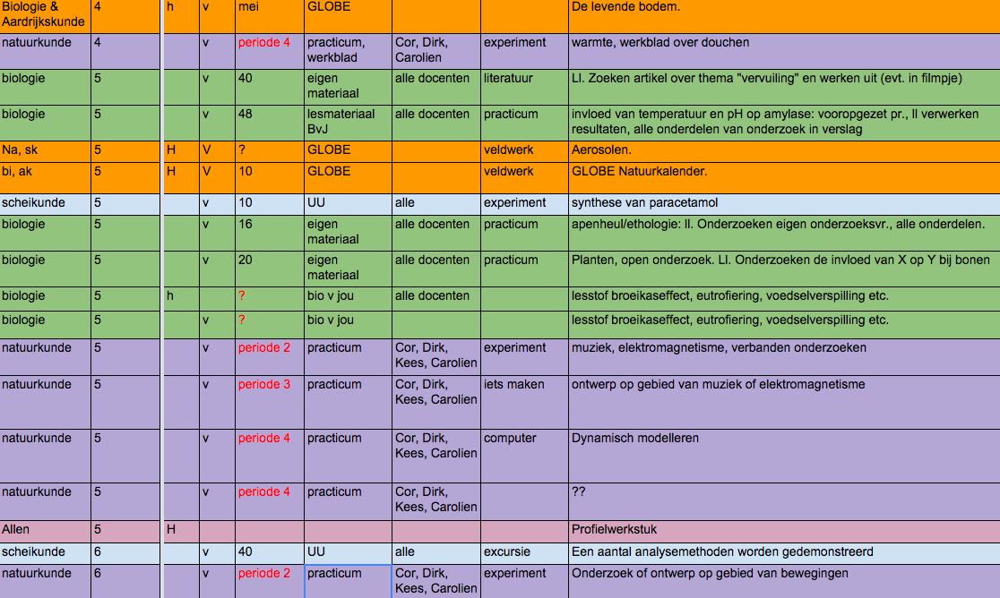 Biologie & Aardrijkskunde 4 h v mei GLOBE De levende bodem.
natuurkunde 4 v periode 4 practicum, werkblad Cor, Dirk, Carolien experiment warmte, werkblad over douchen
biologie 5 v 40 eigen materiaal alle docenten literatuur Ll. Zoeken artikel over thema "vervuiling" en werken uit (evt. in filmpje)
biologie 5 v 48 lesmateriaal BvJ alle docenten practicum invloed van temperatuur en pH op amylase: vooropgezet pr., ll verwerken resultaten, alle onderdelen van onderzoek in verslag
Na, sk 5 H V ? GLOBE veldwerk Aerosolen.
bi, ak 5 H V 10 GLOBE veldwerk GLOBE Natuurkalender.
scheikunde 5 v 10 UU alle experiment synthese van paracetamol
biologie 5 v 16 eigen materiaal alle docenten practicum apenheul/ethologie: ll. Onderzoeken eigen onderzoeksvr., alle onderdelen.
biologie 5 v 20 eigen materiaal alle docenten practicum Planten, open onderzoek. Ll. Onderzoeken de invloed van X op Y bij bonen
biologie 5 h ? bio v jou alle docenten lesstof broeikaseffect, eutrofiering, voedselverspilling etc.
biologie 5 v ? bio v jou lesstof broeikaseffect, eutrofiering, voedselverspilling etc.
natuurkunde 5 v periode 2 practicum Cor, Dirk, Kees, Carolien experiment muziek, elektromagnetisme, verbanden onderzoeken
natuurkunde 5 v periode 3 practicum Cor, Dirk, Kees, Carolien iets maken ontwerp op gebied van muziek of elektromagnetisme
natuurkunde 5 v periode 4 practicum Cor, Dirk, Kees, Carolien computer Dynamisch modelleren
natuurkunde 5 v periode 4 practicum Cor, Dirk, Kees, Carolien ??
Allen 5 H Profielwerkstuk
scheikunde 6 v 40 UU alle excursie Een aantal analysemethoden worden gedemonstreerd
natuurkunde 6 v periode 2 practicum Cor, Dirk, Kees, Carolien experiment Onderzoek of ontwerp op gebied van bewegingen